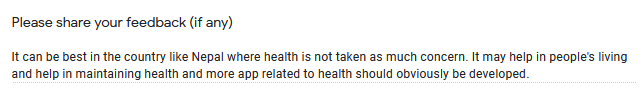 Please share your feedback (if any)
It can be best in the country like Nepal where health is not taken as much concern. It may help in people's living
and help in maintaining health and more app related to health should obviously be developed.